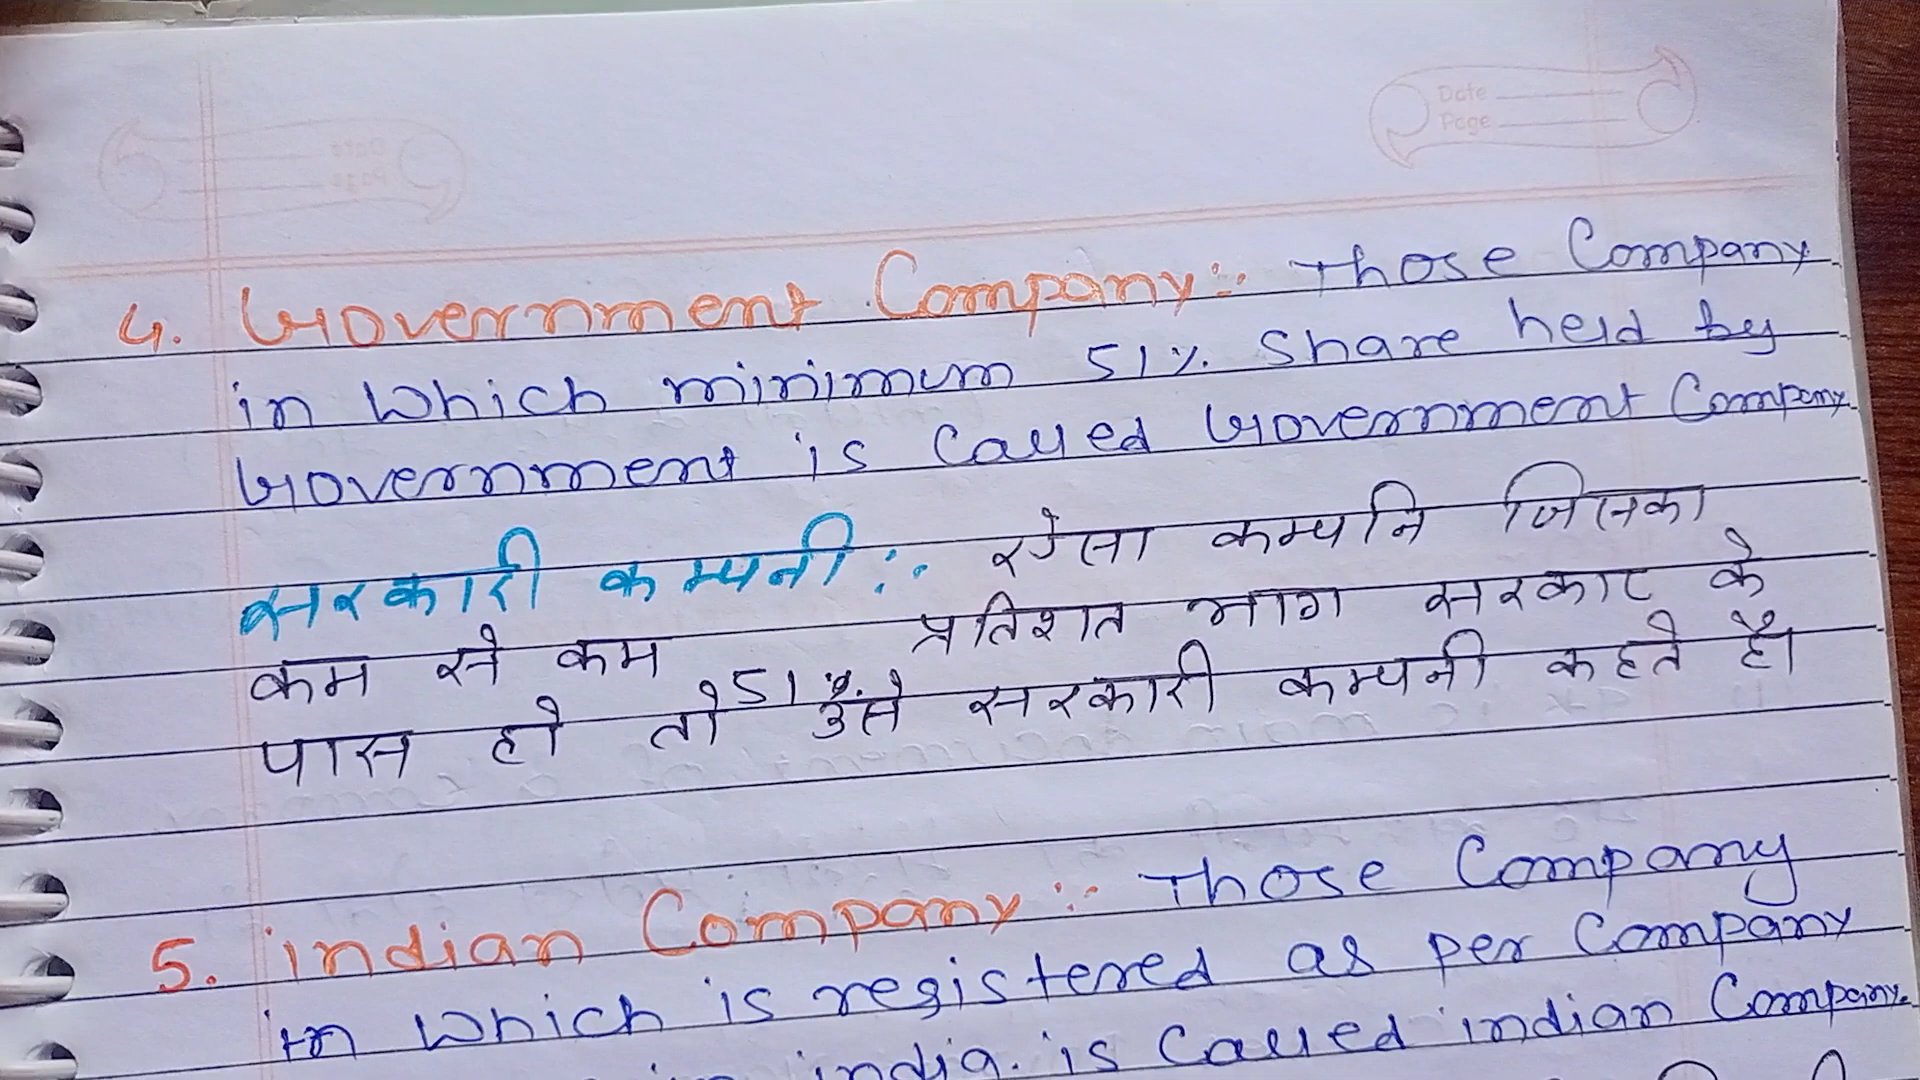 Date
Page
4. Government Company:- Those Company
in which minimum 51% share held by
Government is called Government Company.
सरकारी कम्पनी :- ऐसा कम्पनि जिसका
कम से कम 51% प्रतिशत भाग सरकार के
पास हो तो उसे सरकारी कम्पनी कहते है।
5. indian Company:- Those Company
in which is registered as per Company
in india. is called indian Company.